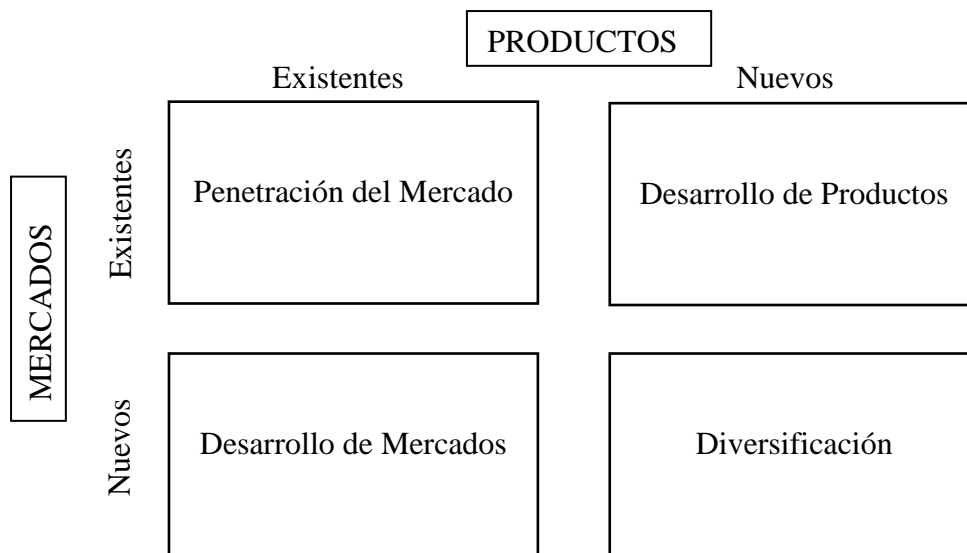 PRODUCTOS
Existentes
Nuevos
MERCADOS
Existentes
Penetración del Mercado
Desarrollo de Productos
Nuevos
Desarrollo de Mercados
Diversificación